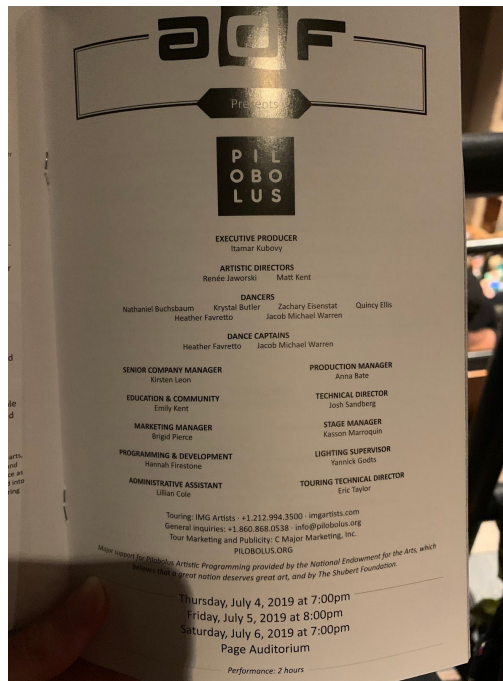 aDF
Presents
PIL
OBO
LUS
EXECUTIVE PRODUCER
Itamar Kubovy
ARTISTIC DIRECTORS
Renée Jaworski Matt Kent
DANCERS
Nathaniel Buchsbaum Krystal Butler Zachary Eisenstat Quincy Ellis
Heather Favretto Jacob Michael Warren
DANCE CAPTAINS
Heather Favretto Jacob Michael Warren
SENIOR COMPANY MANAGER
Kirsten Leon
EDUCATION & COMMUNITY
Emily Kent
MARKETING MANAGER
Brigid Pierce
PROGRAMMING & DEVELOPMENT
Hannah Firestone
ADMINISTRATIVE ASSISTANT
Lillian Cole
PRODUCTION MANAGER
Anna Bate
TECHNICAL DIRECTOR
Josh Sandberg
STAGE MANAGER
Kasson Marroquin
LIGHTING SUPERVISOR
Yannick Godts
TOURING TECHNICAL DIRECTOR
Eric Taylor
Touring: IMG Artists · +1.212.994.3500 · imgartists.com
General inquiries: +1.860.868.0538 · info@pilobolus.org
Tour Marketing and Publicity: C Major Marketing, Inc.
PILOBOLUS.ORG
Major support for Pilobolus Artistic Programming provided by the National Endowment for the Arts, which
believes that a great nation deserves great art, and by The Shubert Foundation.
Thursday, July 4, 2019 at 7:00pm
Friday, July 5, 2019 at 8:00pm
Saturday, July 6, 2019 at 7:00pm
Page Auditorium
Performance: 2 hours